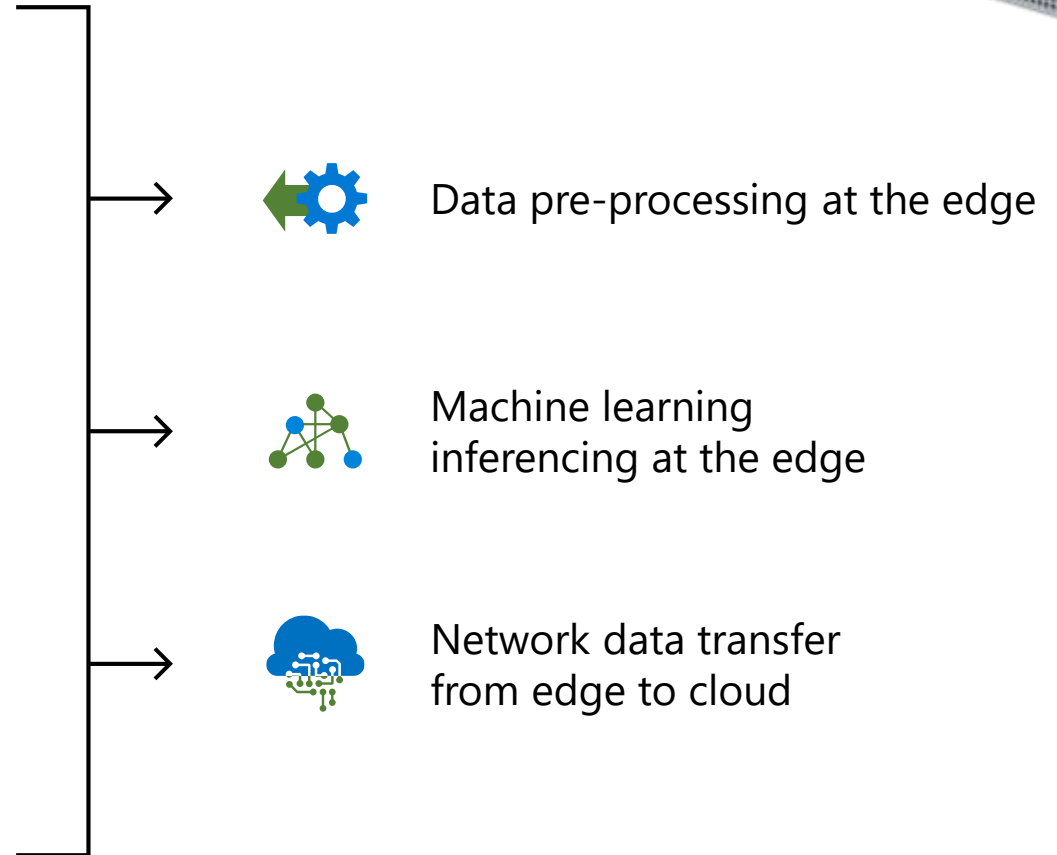 Data pre-processing at the edge
Machine learning
inferencing at the edge
Network data transfer
from edge to cloud